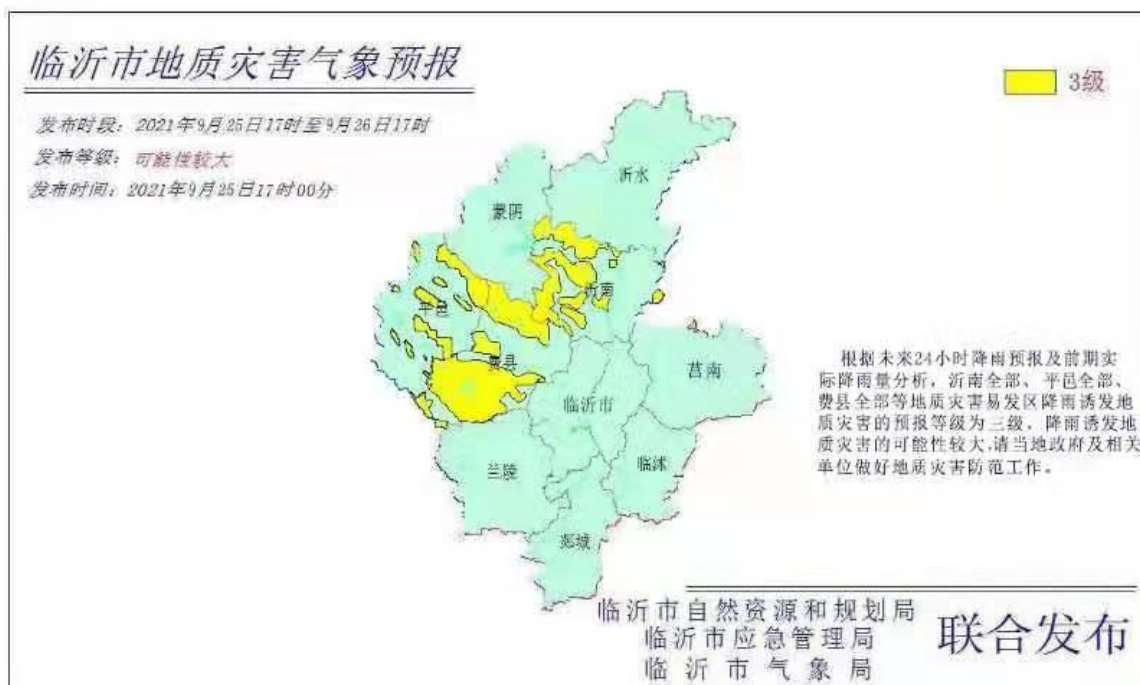 临沂市地质灾害气象预报
3级
发布时段：2021年9月25日17时至9月26日17时
发布等级：可能性较大
发布时间：2021年9月25日17时00分
沂水
蒙阴
沂南
平邑
费县
莒南
临沂市
兰陵
临沭
郯城
根据未来24小时降雨预报及前期实
际降雨量分析，沂南全部、平邑全部、
费县全部等地质灾害易发区降雨诱发地
质灾害的预报等级为三级，降雨诱发地
质灾害的可能性较大,请当地政府及相关
单位做好地质灾害防范工作。
临沂市自然资源和规划局
临沂市应急管理局
临沂市气象局
联合发布